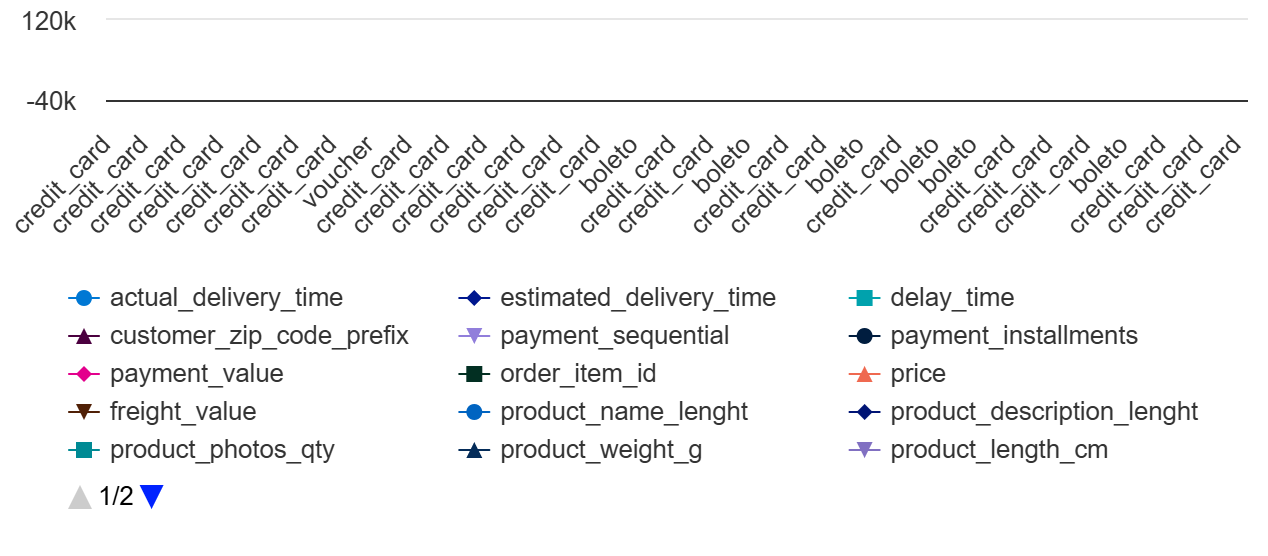 120k
-40k
credit_card
credit_card
credit_card
credit_card
credit_card
credit_card
credit_card
voucher
credit_card
credit_card
credit_card
credit_card
credit_card
credit_card
boleto
credit_card
credit_card
boleto
credit_card
credit_card
boleto
credit_card
boleto
boleto
credit_card
credit_card
credit_card
boleto
credit_card
credit_card
credit_card
actual_delivery_time estimated_delivery_time delay_time
customer_zip_code_prefix payment_sequential payment_installments
payment_value order_item_id price
freight_value product_name_lenght product_description_lenght
product_photos_qty product_weight_g product_length_cm
1/2